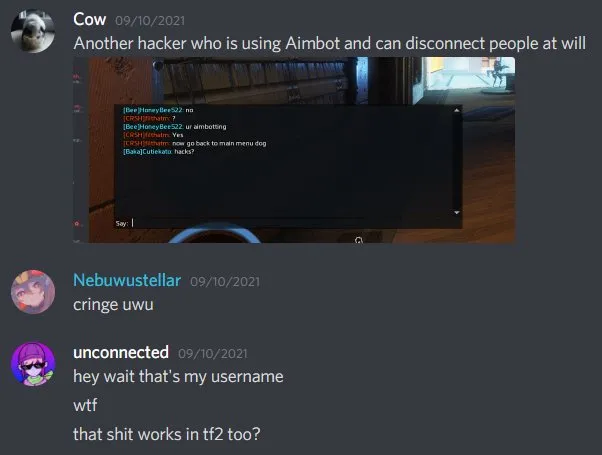 Cow 09/10/2021
Another hacker who is using Aimbot and can disconnect people at will
[Bee]HoneyBee522: no
[CRSH]filthatm: ?
[Bee]HoneyBee522: ur aimbotting
[CRSH]filthatm: Yes
[CRSH]filthatm: now go back to main menu dog
[Baka]Cutiekato: hacks?
Say:
Nebuwustellar 09/10/2021
cringe uwu
unconnected 09/10/2021
hey wait that's my username
wtf
that shit works in tf2 too?